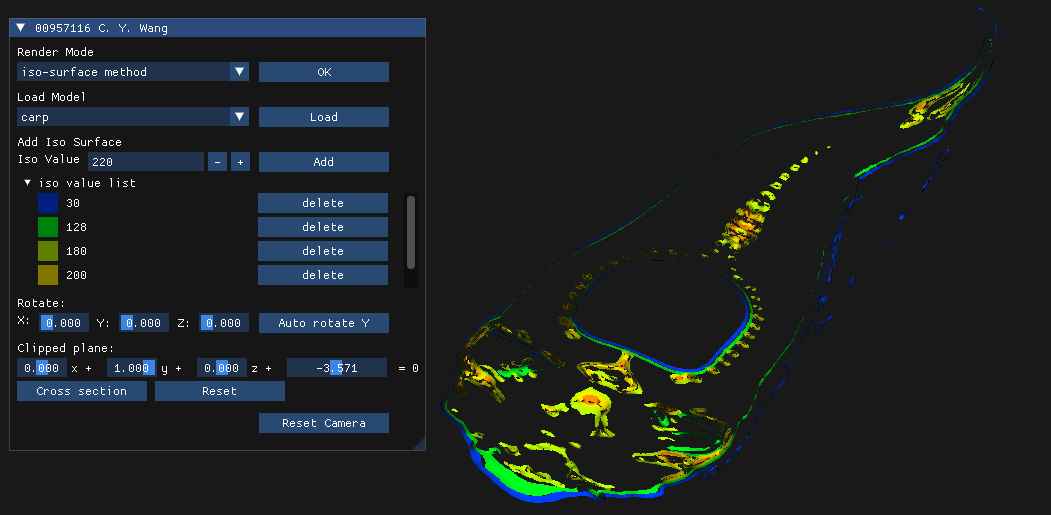 00957116 C. Y. Wang
Render Mode
iso-surface method OK
Load Model
carp Load
Add Iso Surface
Iso Value 220 - + Add
iso value list
30 delete
128 delete
180 delete
200 delete
Rotate:
X: 0.000 Y: 0.000 Z: 0.000 Auto rotate Y
Clipped plane:
0.000 x + 1.000 y + 0.000 z + -3.571 = 0
Cross section Reset
Reset Camera